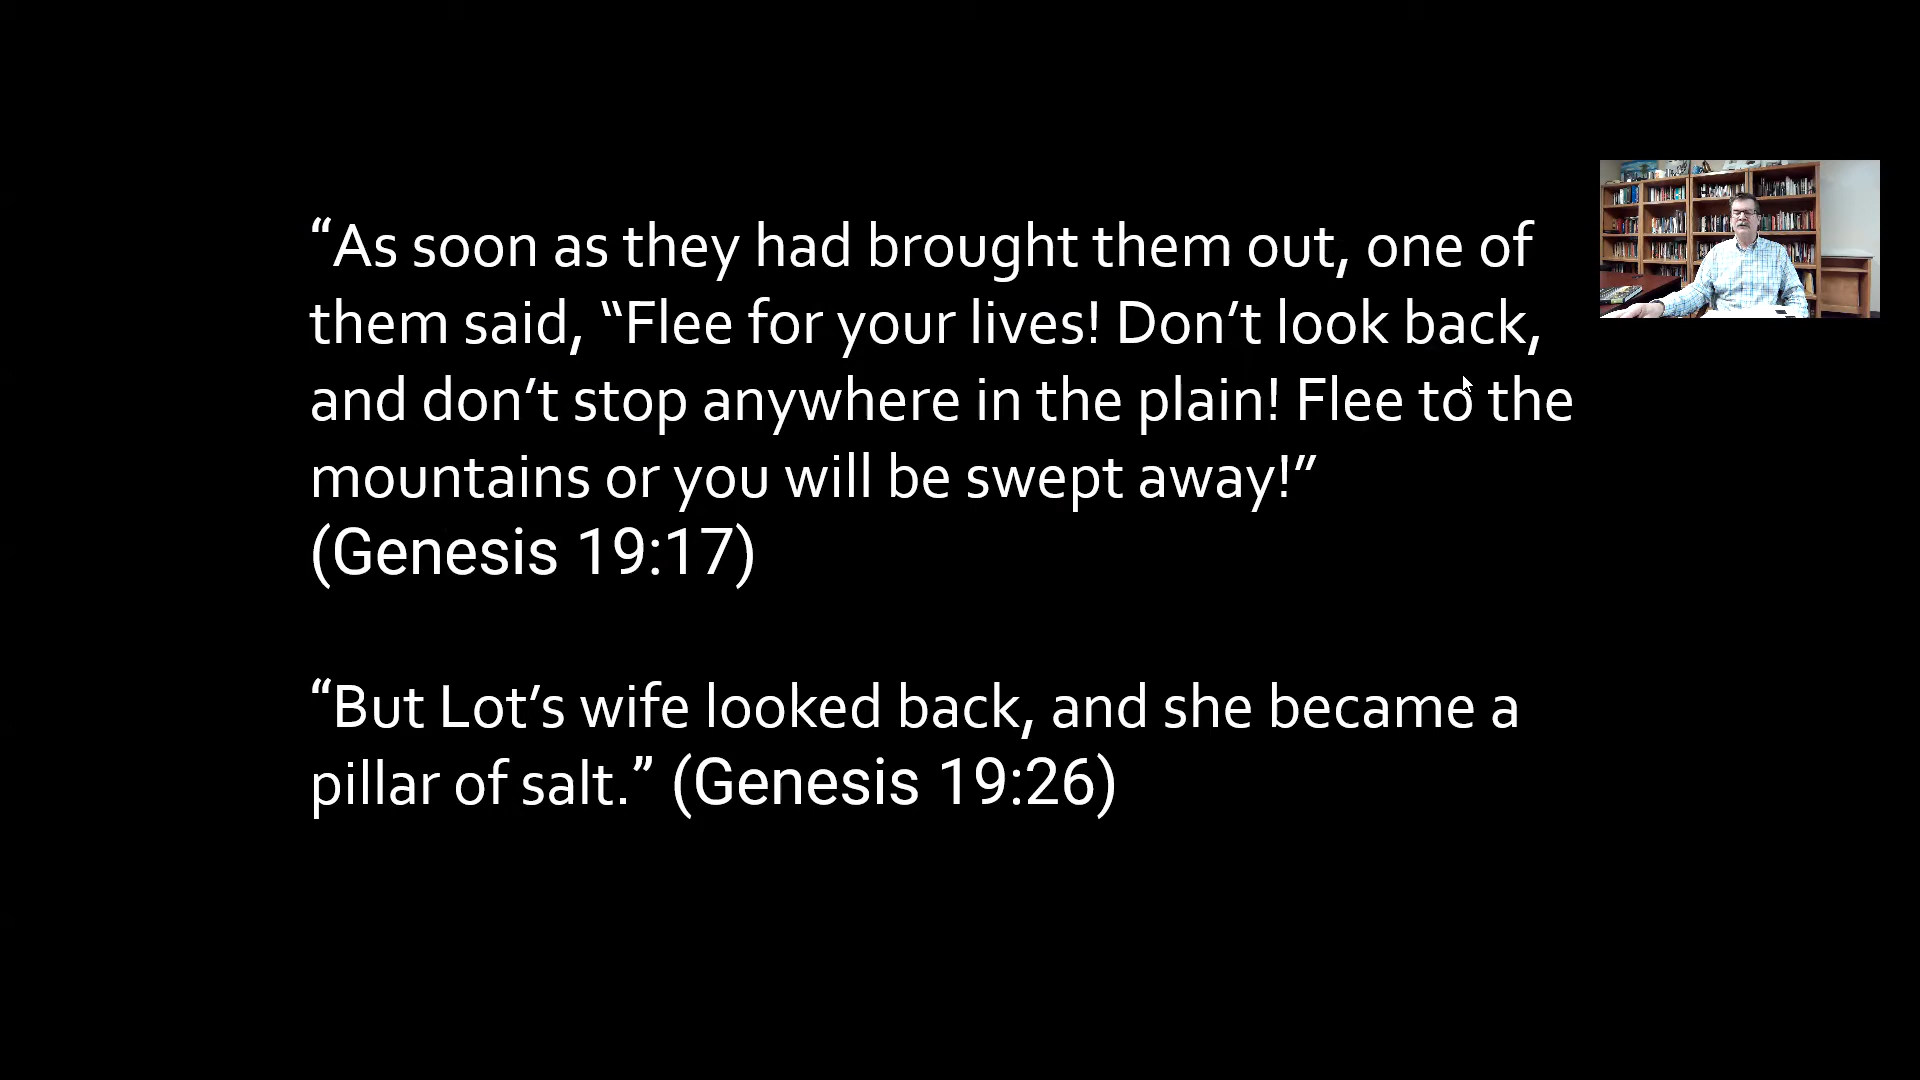 “As soon as they had brought them out, one of
them said, “Flee for your lives! Don’t look back,
and don’t stop anywhere in the plain! Flee to the
mountains or you will be swept away!”
(Genesis 19:17)
“But Lot’s wife looked back, and she became a
pillar of salt.” (Genesis 19:26)